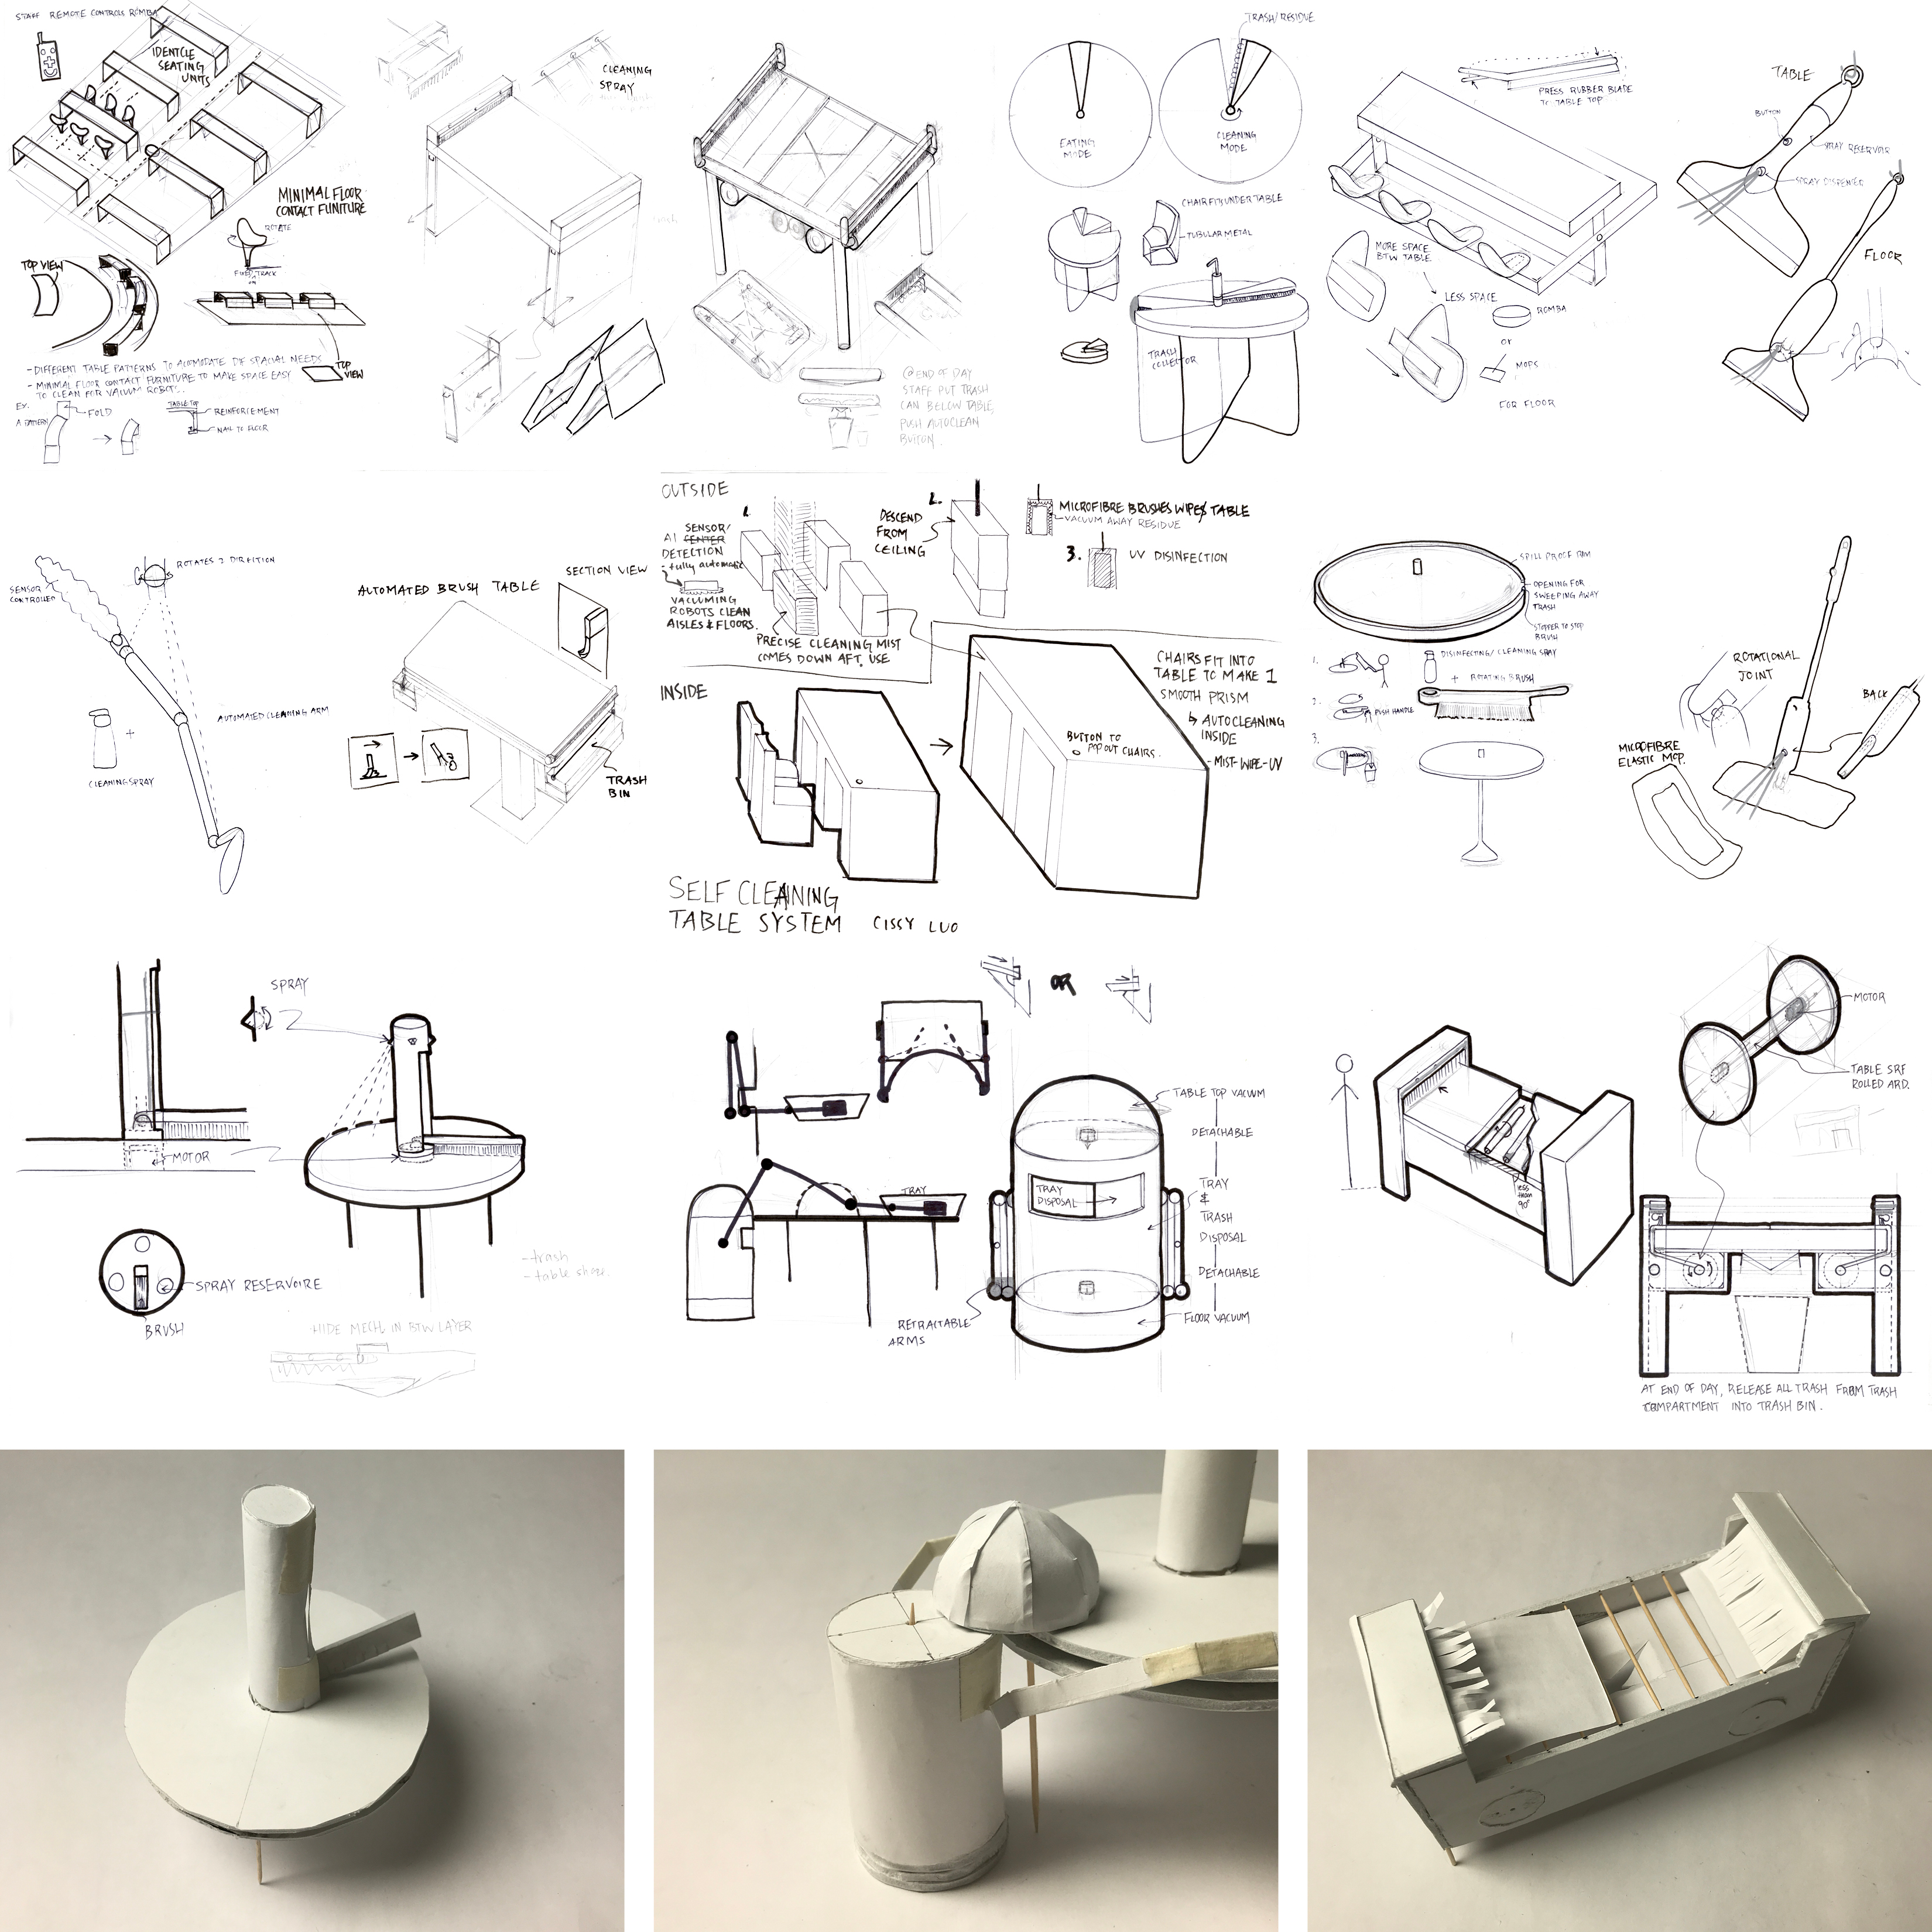 STAFF REMOTE CONTROLS ROMBA
IDENTICLE
SEATING
UNITS
MINIMAL FLOOR
CONTACT FUNITURE
ROTATE
TOP VIEW
TOP
VIEW
- DIFFERENT TABLE PATTERNS TO ACOMODATE DIF SPACIAL NEEDS
- MINIMAL FLOOR CONTACT FURNITURE TO MAKE SPACE EASY
TO CLEAN FOR VACUUM ROBOTS.
EX.
A PATTERN
FOLD
TABLE TOP
REINFORCEMENT
NAIL TO FLOOR
CLEANING
SPRAY
@ END OF DAY
STAFF PUT TRASH
CAN BELOW TABLE,
PUSH AUTOCLEAN
BUTTON.
TRASH/RESIDUE
EATING
MODE
CLEANING
MODE
CHAIR FIT UNDER TABLE
TUBULAR METAL
TRASH
COLLECTOR
PRESS RUBBER BLADE
TO TABLE TOP
MORE SPACE
BTW TABLE
LESS SPACE
ROMBA
OR
MOPS
FOR FLOOR
TABLE
BUTTON
SPRAY RESERVOIR
SPRAY DISPENSER
FLOOR
SENSOR
CONTROLLED
ROTATES 2 DIRECTION
AUTOMATED CLEANING ARM
+
CLEANING SPRAY
AUTOMATED BRUSH TABLE
SECTION VIEW
TRASH
BIN
OUTSIDE
1.
SENSOR/
AI CENTER
DETECTION
- fully automatic
VACUUMING
ROBOTS CLEAN
AISLES & FLOORS.
PRECISE CLEANING MIST
COMES DOWN AFT. USE
2.
DESCEND
FROM
CEILING
MICROFIBRE BRUSHES WIPES TABLE
VACUUM AWAY RESIDUE
3.
UV DISINFECTION
INSIDE
CHAIRS FIT INTO
TABLE TO MAKE 1
SMOOTH PRISM
↳ AUTOCLEANING
INSIDE
- MIST-WIPE-UV
BUTTON TO
POP OUT CHAIRS.
SELF CLEANING
TABLE SYSTEM CISSY LUO
SPILL PROOF RIM
OPENING FOR
SWEEPING AWAY
TRASH
STOPPER TO STOP
BRUSH
1.
DISINFECTING/CLEANING SPAY
+ ROTATING BRUSH
2.
PUSH HANDLE
3.
ROTATIONAL
JOINT
BACK
MICROFIBRE
ELASTIC MOP.
SPRAY
MOTOR
SPRAY RESERVOIRE
BRUSH
- trash
HIDE MECH. IN BTW LAYER
OR
TRAY
TRAY
DISPOSAL
TABLE TOP VACUM
DETACHABLE
TRAY
&
TRASH
DISPOSAL
DETACHABLE
FLOOR VACUUM
RETRACTABLE
ARMS
less
than
90°
MOTOR
TABLE SRF
ROLLED ARD.
AT END OF DAY, RELEASE ALL TRASH FROM TRASH
COMPARTMENT INTO TRASH BIN.